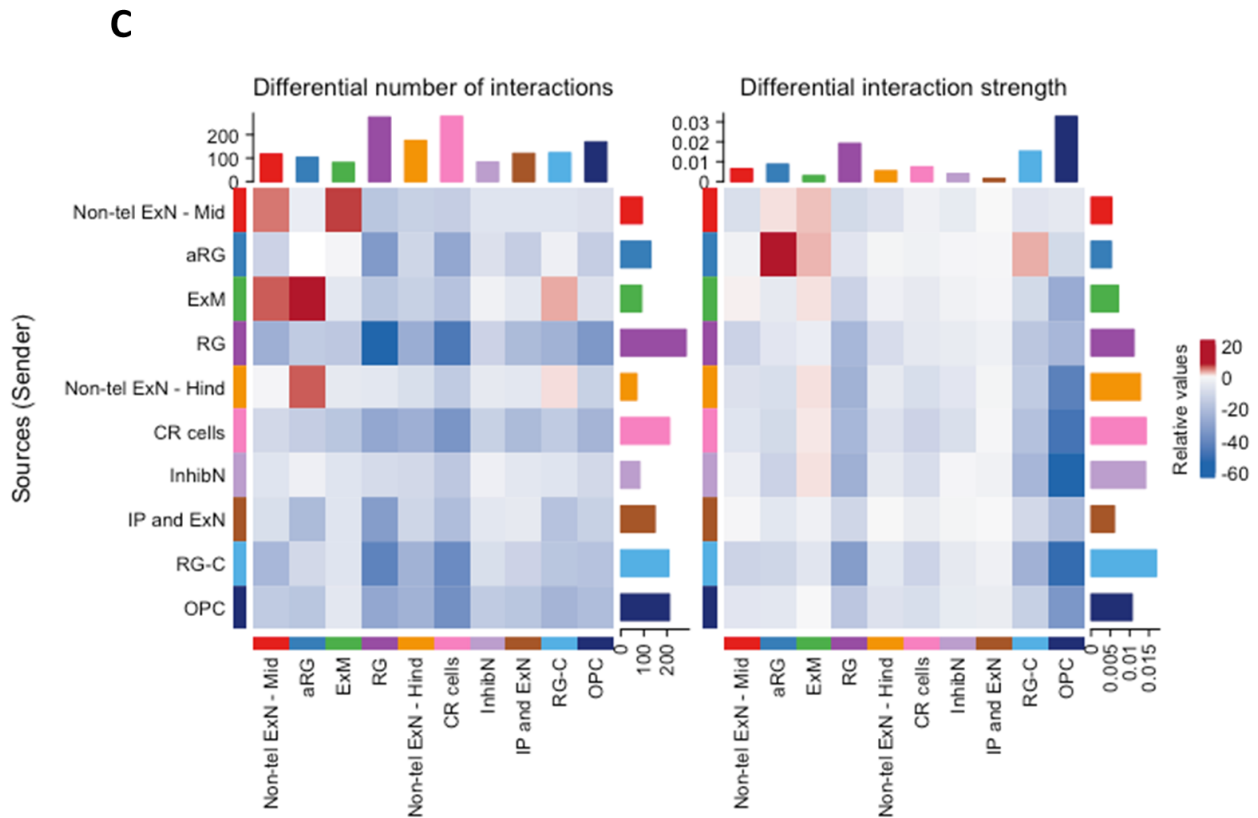 C
Differential number of interactions
Differential interaction strength
200
100
0
0.03
0.02
0.01
0
Non-tel ExN - Mid
aRG
ExM
RG
Non-tel ExN - Hind
CR cells
InhibN
IP and ExN
RG-C
OPC
Sources (Sender)
0
100
200
0
0.005
0.01
0.015
Non-tel ExN - Mid
aRG
ExM
RG
Non-tel ExN - Hind
CR cells
InhibN
IP and ExN
RG-C
OPC
Non-tel ExN - Mid
aRG
ExM
RG
Non-tel ExN - Hind
CR cells
InhibN
IP and ExN
RG-C
OPC
Relative values
20
0
-20
-40
-60